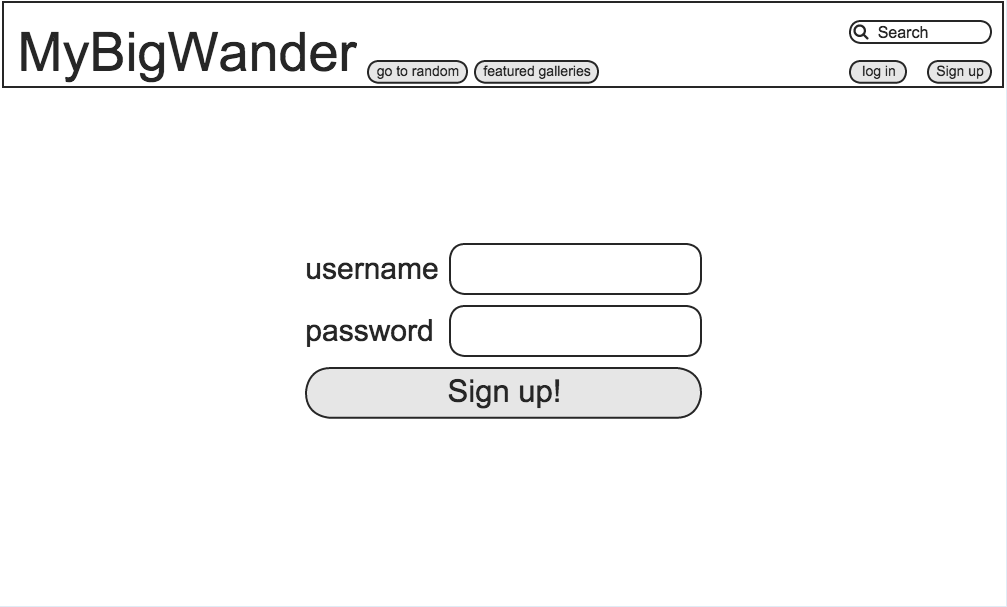 MyBigWander
go to random
featured galleries
Search
log in
Sign up
username
password
Sign up!